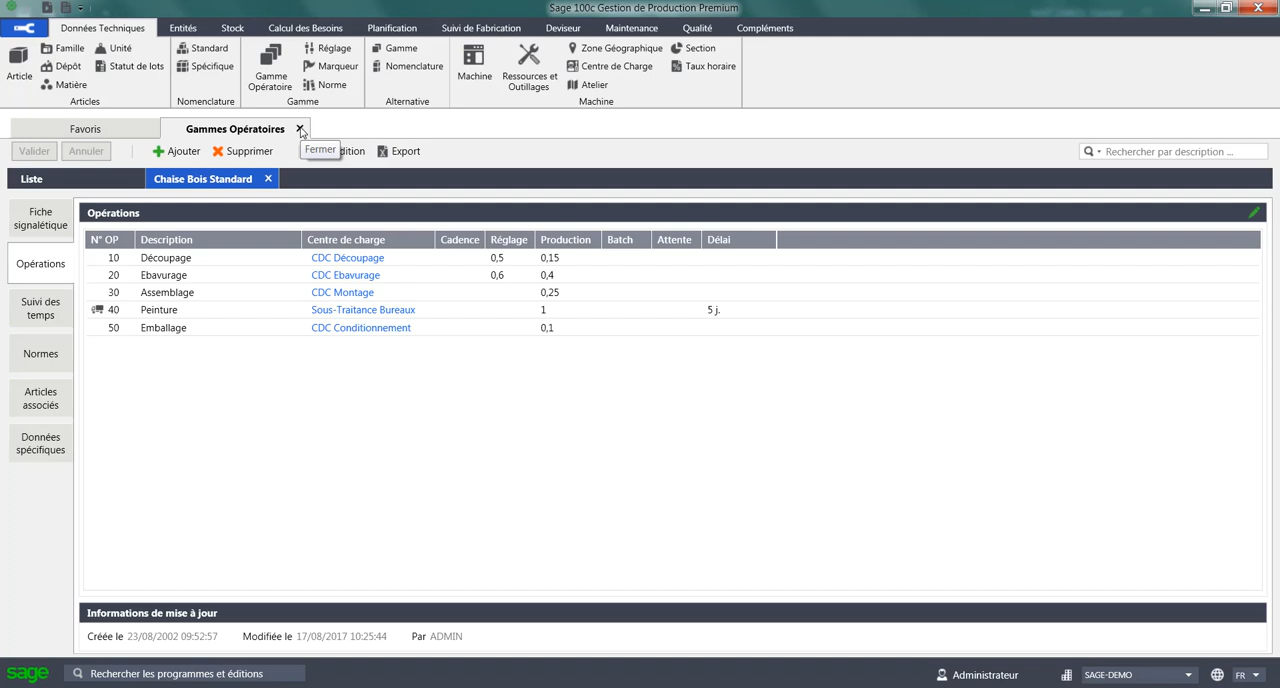 Sage 100c Gestion de Production Premium
Données Techniques Entités Stock Calcul des Besoins Planification Suivi de Fabrication Deviseur Maintenance Qualité Compléments
Famille Unité Standard Réglage Gamme Zone Géographique Section
Article Dépôt Statut de lots Spécifique Gamme Opératoire Marqueur Nomenclature Machine Ressources et Outillages Centre de Charge Taux horaire
Matière Norme Atelier
Articles Nomenclature Gamme Alternative Machine
Favoris Gammes Opératoires
Fermer
Valider Annuler Ajouter Supprimer dition Export Rechercher par description ...
Liste Chaise Bois Standard
Fiche signalétique
Opérations
Suivi des temps
Normes
Articles associés
Données spécifiques
Opérations
N° OP Description Centre de charge Cadence Réglage Production Batch Attente Délai
10 Découpage CDC Découpage 0,5 0,15
20 Ebavurage CDC Ebavurage 0,6 0,4
30 Assemblage CDC Montage 0,25
40 Peinture Sous-Traitance Bureaux 1 5 j.
50 Emballage CDC Conditionnement 0,1
Informations de mise à jour
Créée le 23/08/2002 09:52:57 Modifiée le 17/08/2017 10:25:44 Par ADMIN
sage Rechercher les programmes et éditions Administrateur SAGE-DEMO FR